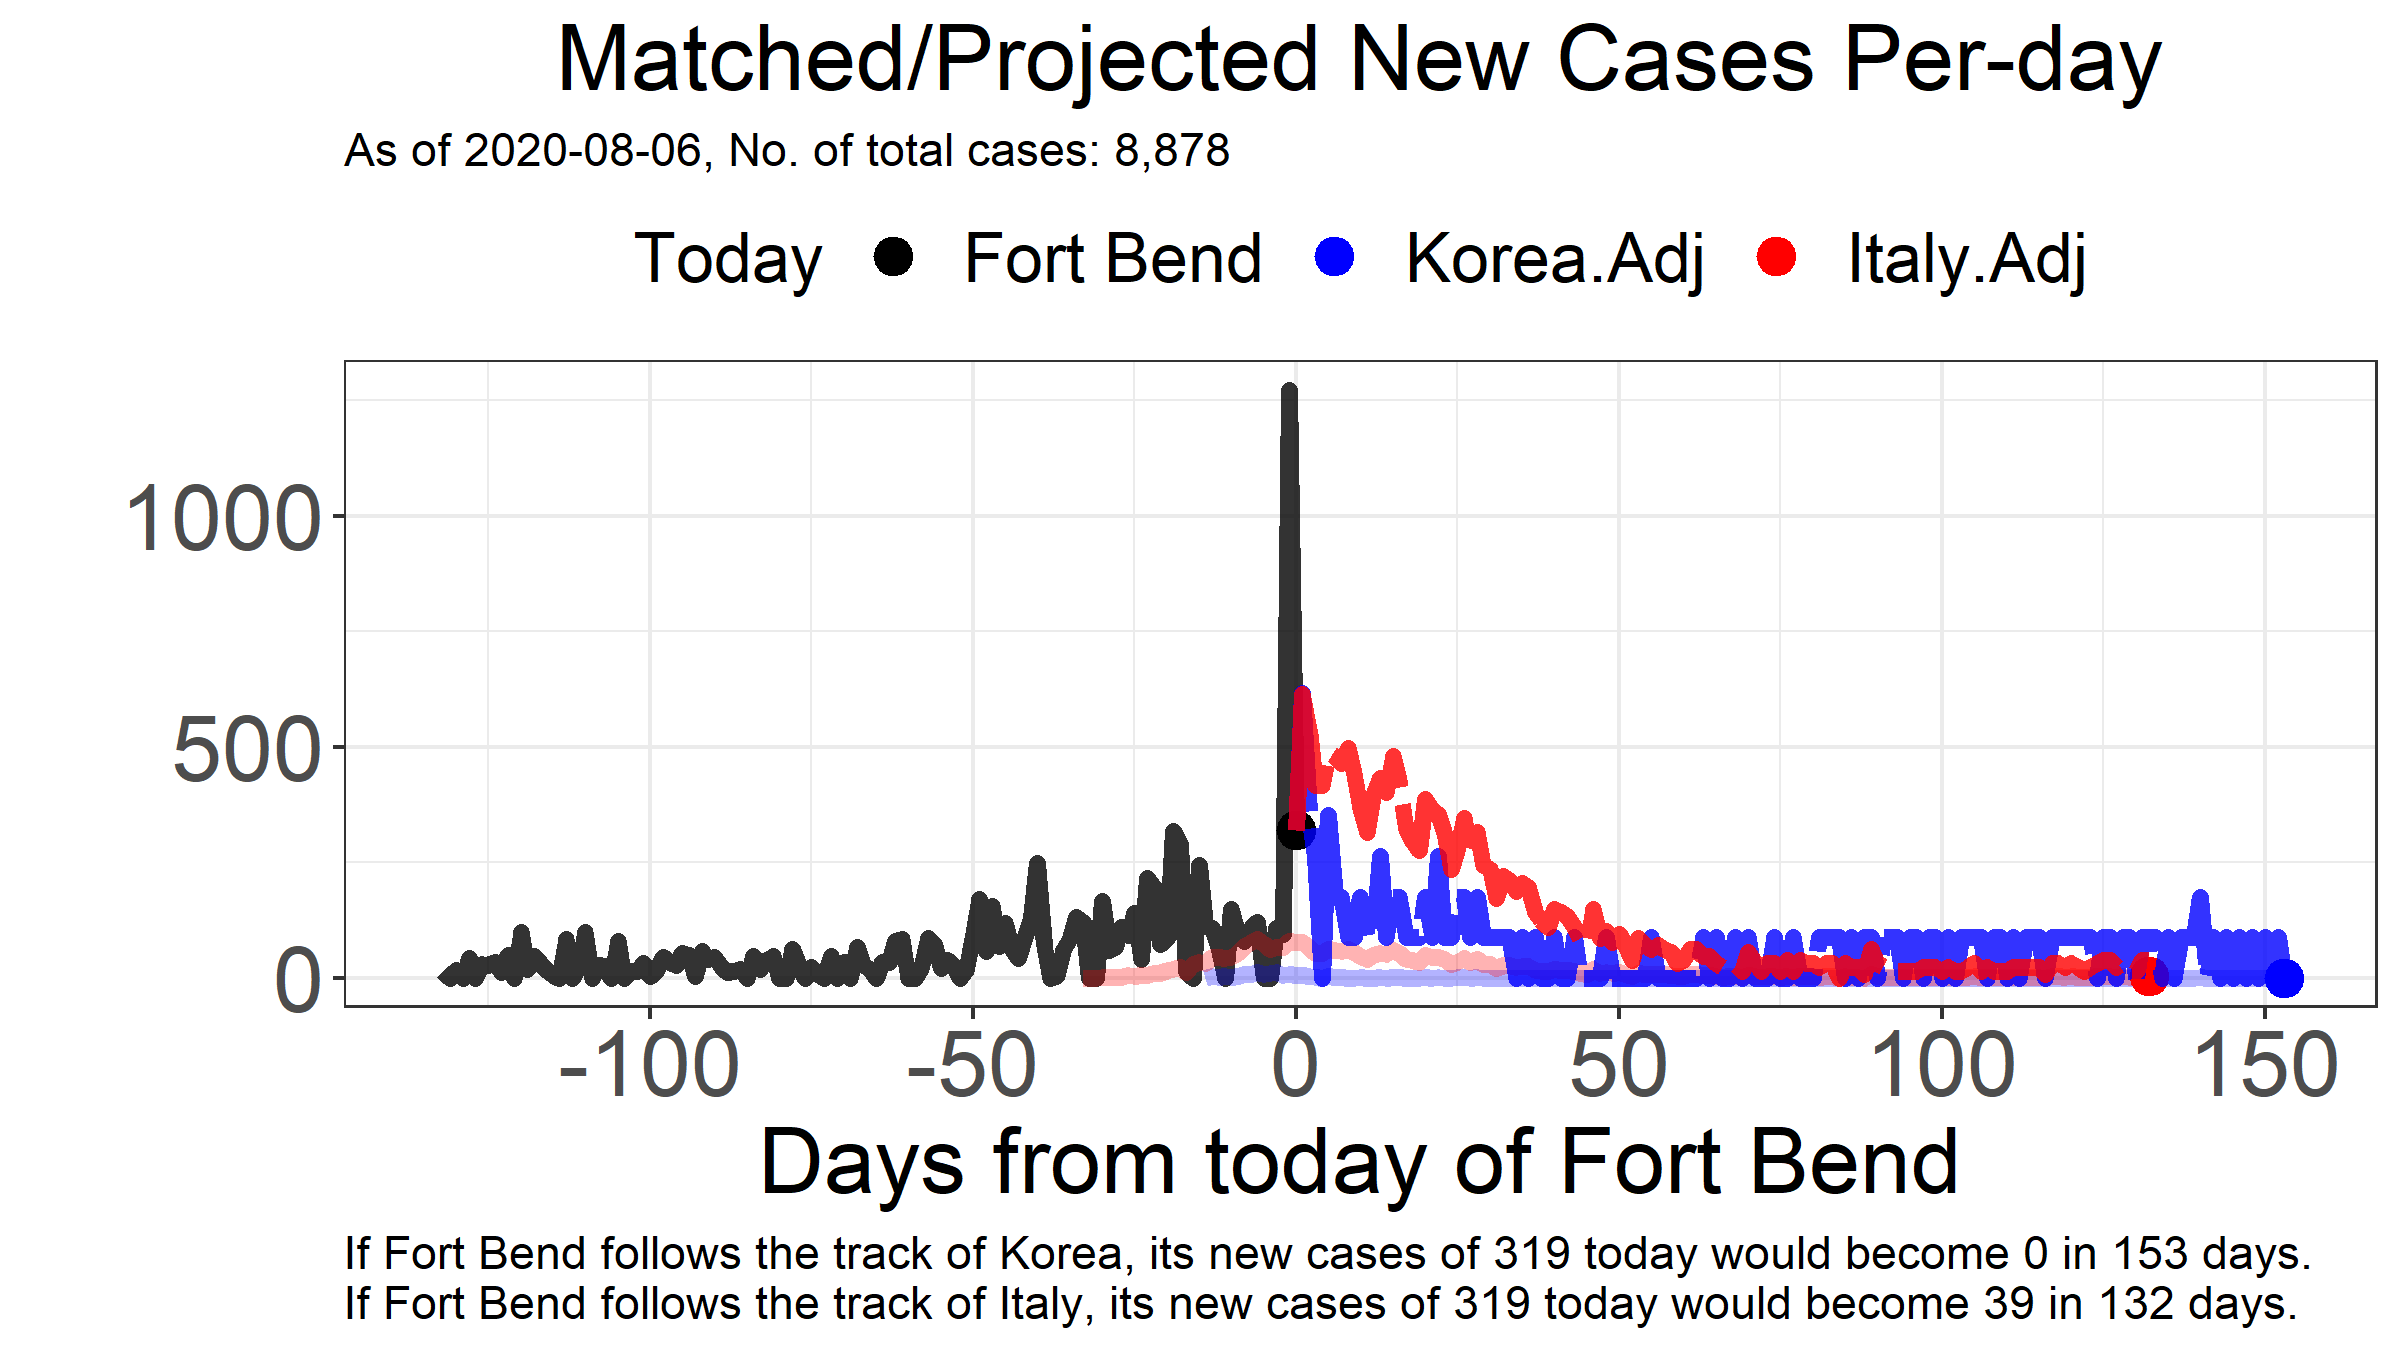 Matched/Projected New Cases Per-day
As of 2020-08-06, No. of total cases: 8,878
Today Fort Bend Korea.Adj Italy.Adj
1000
500
0
-100 -50 0 50 100 150
Days from today of Fort Bend
If Fort Bend follows the track of Korea, its new cases of 319 today would become 0 in 153 days.
If Fort Bend follows the track of Italy, its new cases of 319 today would become 39 in 132 days.